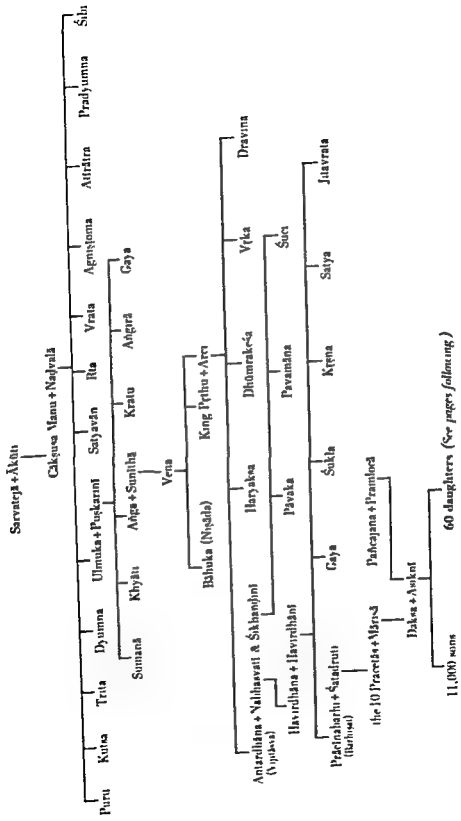 Sarvatejā + Ākūti
Cākṣuṣa Manu + Naḍvalā
Puru Kutsa Trita Dyumna Ulmuka + Puṣkariṇī Satyavān Ṛta Vrata Agniṣṭoma Atirātra Pradyumna Śibi
Sumanā Khyāti Aṅga + Sunīthā Kratu Aṅgirā Gaya
Vena
Bāhuka (Niṣāda) King Pṛthu + Arci
Antardhāna + Nabhasvatī & Śikhaṇḍinī Haryakṣa Dhūmrakeśa Vṛka Dravina
(Vijitāśva)
Havirdhāna + Havirdhānī Pāvaka Pavamāna Śuci
Prācīnabarhi + Śatadruti Gaya Śukla Kṛṣṇa Satya Jitavrata
(Barhiṣat)
the 10 Pracetās + Māriṣā Pañcajana + Pramlocā
Dakṣa + Asiknī
11,000 sons 60 daughters (See pages following)